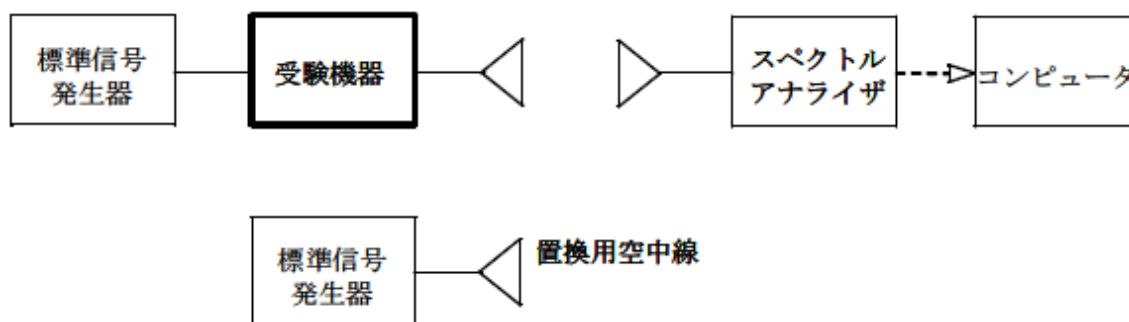 標準信号
発生器
受験機器
スペクトル
アナライザ
コンピュータ
標準信号
発生器
置換用空中線